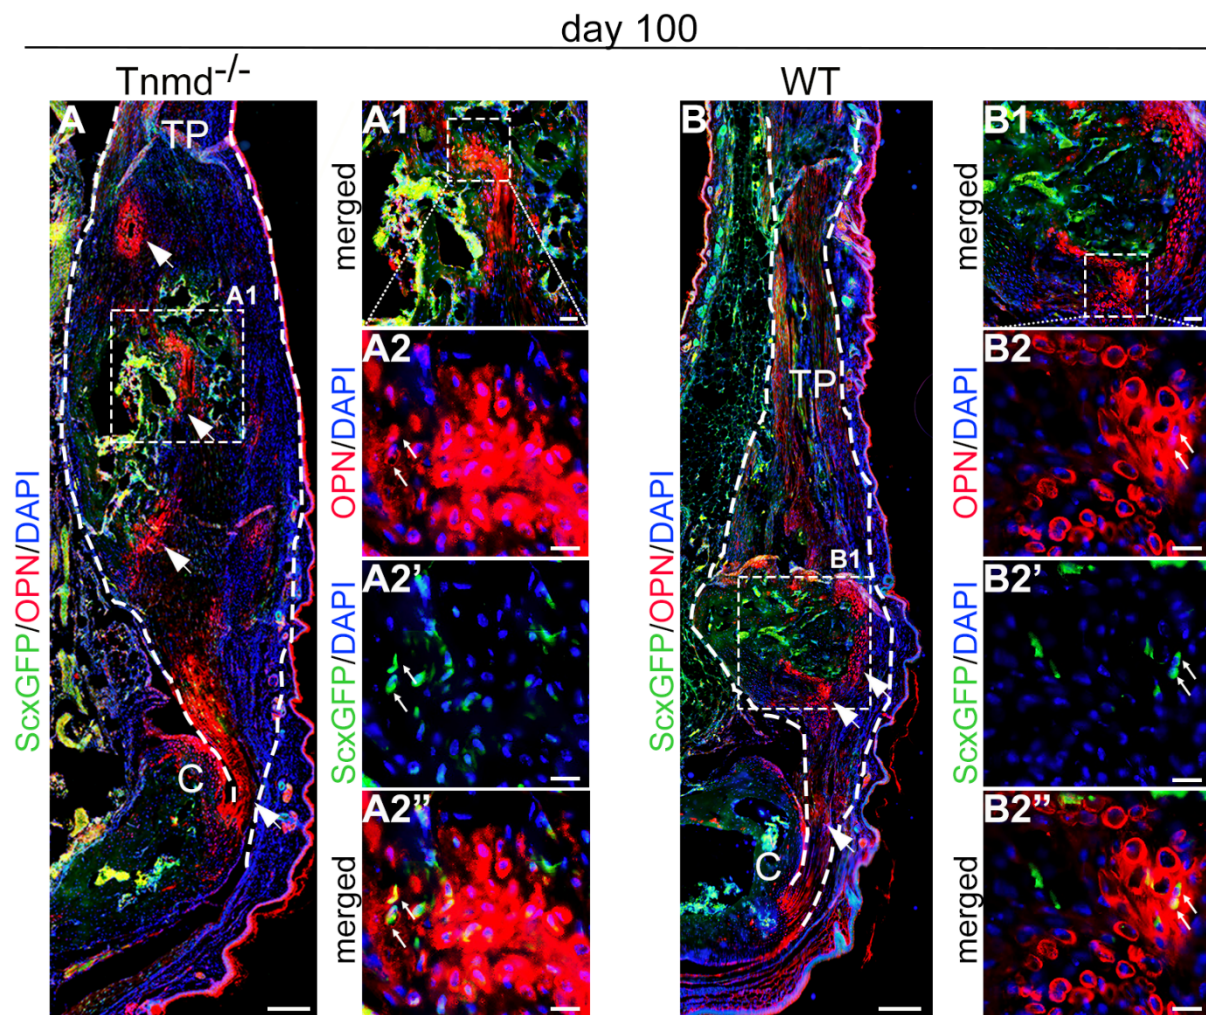 day 100
Tnmd-/-
WT
A
TP
A1
C
ScxGFP/OPN/DAPI
merged
A1
OPN/DAPI
A2
ScxGFP/DAPI
A2’
merged
A2”
B
TP
B1
C
ScxGFP/OPN/DAPI
merged
B1
OPN/DAPI
B2
ScxGFP/DAPI
B2’
merged
B2”